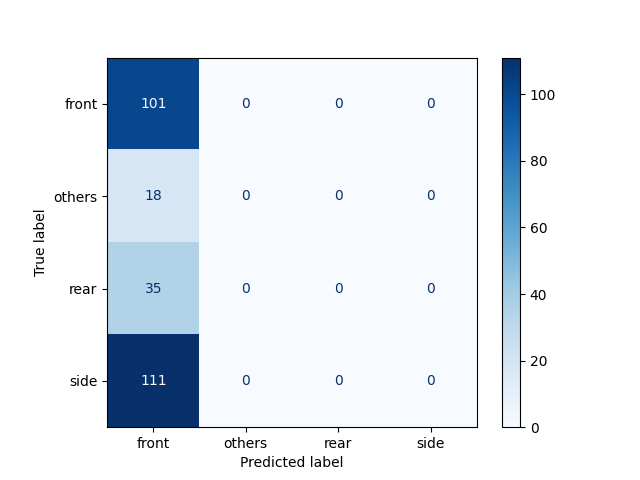 front 101 0 0 0
others 18 0 0 0
rear 35 0 0 0
side 111 0 0 0
front others rear side
Predicted label
True label
100
80
60
40
20
0